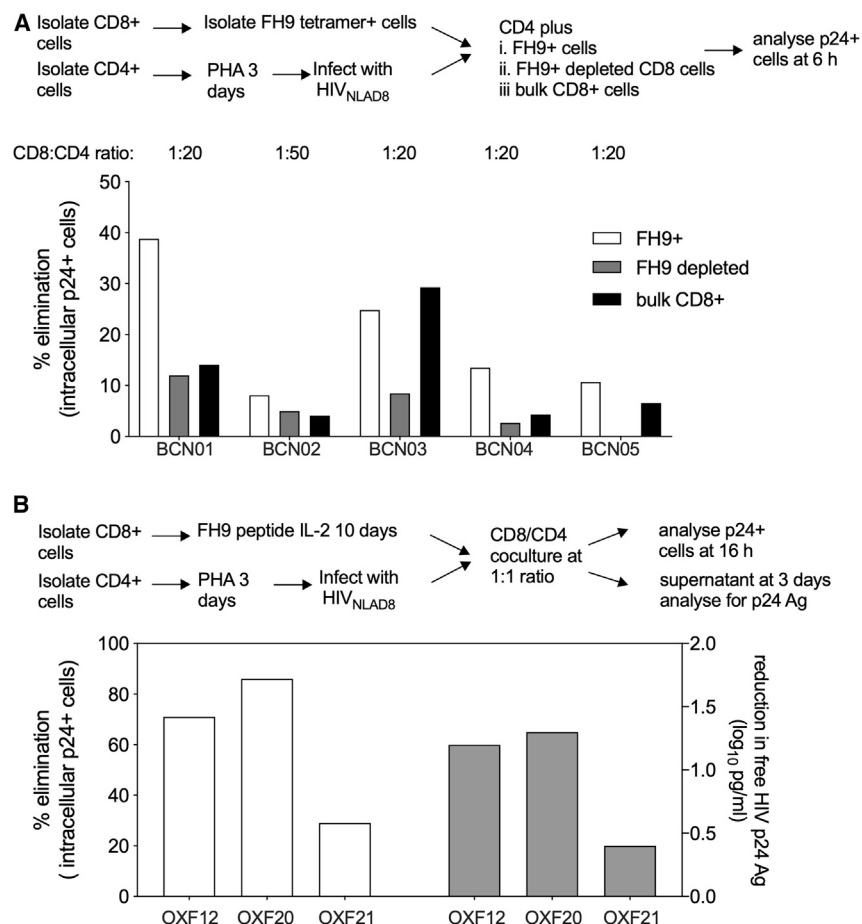 A
Isolate CD8+
cells
Isolate FH9 tetramer+ cells
Isolate CD4+
cells
PHA 3
days
Infect with
HIVNLAD8
CD4 plus
i. FH9+ cells
ii. FH9+ depleted CD8 cells
iii bulk CD8+ cells
analyse p24+
cells at 6 h
CD8:CD4 ratio: 1:20 1:50 1:20 1:20 1:20
% elimination
(intracellular p24+ cells)
50
40
30
20
10
0
FH9+
FH9 depleted
bulk CD8+
BCN01 BCN02 BCN03 BCN04 BCN05
B
Isolate CD8+
cells
FH9 peptide IL-2 10 days
Isolate CD4+
cells
PHA 3
days
Infect with
HIVNLAD8
CD8/CD4
coculture at
1:1 ratio
analyse p24+
cells at 16 h
supernatant at 3 days
analyse for p24 Ag
% elimination
( intracellular p24+ cells)
100
80
60
40
20
0
2.0
1.5
1.0
0.5
0.0
reduction in free HIV p24 Ag
(log10 pg/ml)
OXF12 OXF20 OXF21 OXF12 OXF20 OXF21